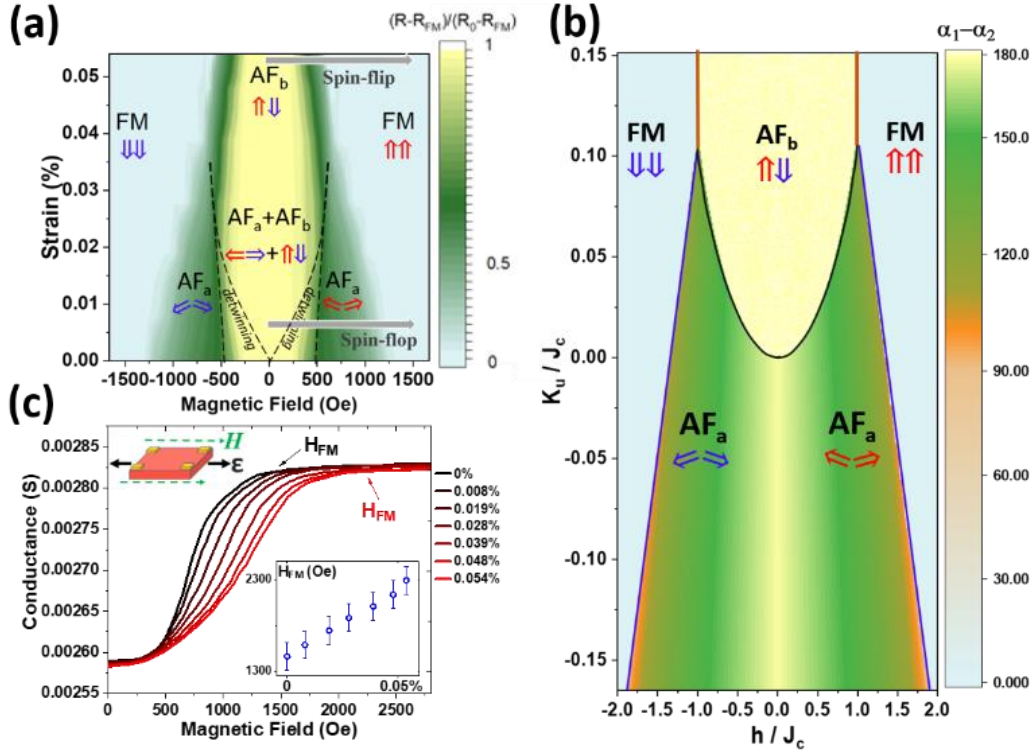 (a)
(R-R_FM)/(R_0-R_FM)
0.05
0.04
0.03
0.02
0.01
0.00
Strain (%)
-1500 -1000 -500 0 500 1000 1500
Magnetic Field (Oe)
AF_b
Spin-flip
FM
FM
AF_a+AF_b
+
AF_a
AF_a
detwinning
detwinning
Spin-flop
1
0.5
0
(b)
α_1−α_2
0.15
0.10
0.05
0.00
-0.05
-0.10
-0.15
K_u / J_c
-2.0 -1.5 -1.0 -0.5 0.0 0.5 1.0 1.5 2.0
h / J_c
FM
AF_b
FM
AF_a
AF_a
180.0
150.0
120.0
90.00
60.00
30.00
0.000
(c)
0.00285
0.00280
0.00275
0.00270
0.00265
0.00260
0.00255
Conductance (S)
0 500 1000 1500 2000 2500
Magnetic Field (Oe)
H
ε
H_FM
H_FM
0%
0.008%
0.019%
0.028%
0.039%
0.048%
0.054%
H_FM (Oe)
2300
1300
0 0.05%